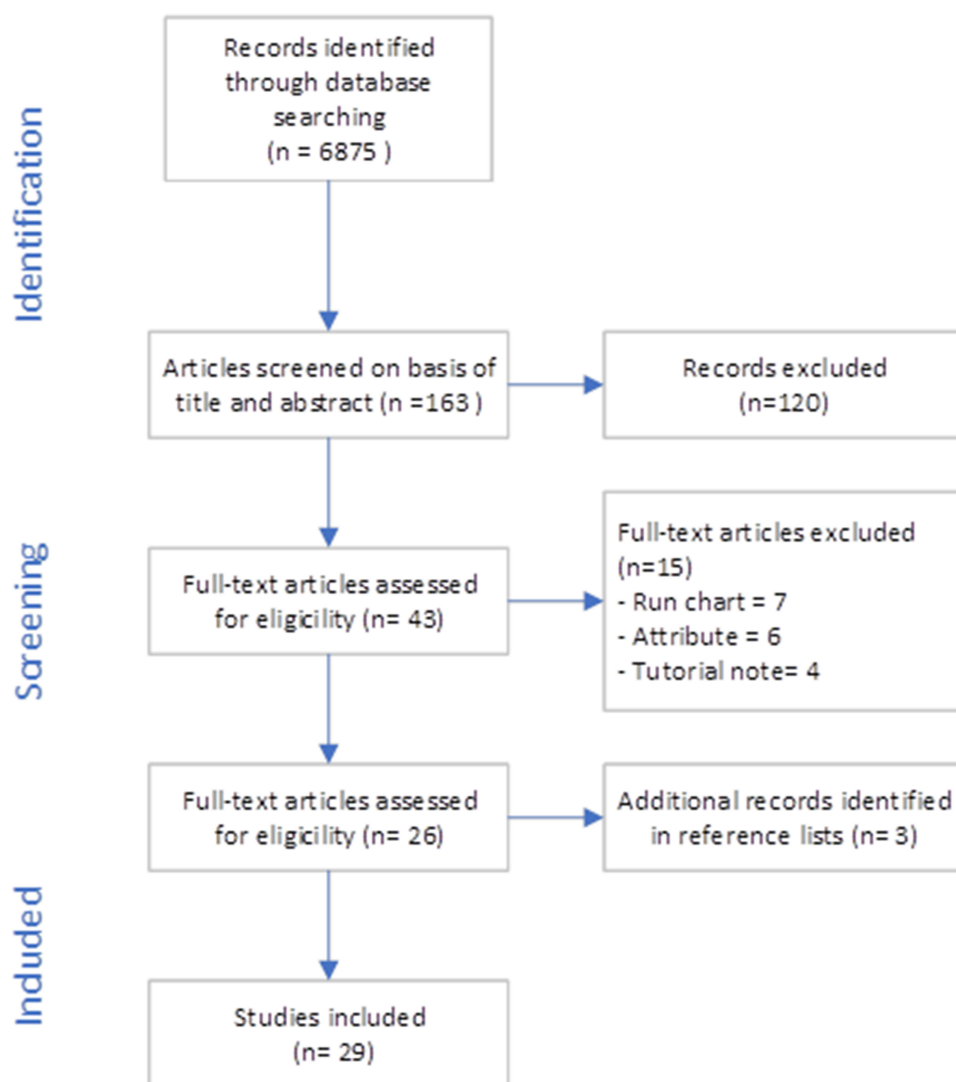 Identification
Records identified
through database
searching
(n = 6875 )
Articles screened on basis of
title and abstract (n =163 )
Records excluded
(n=120)
Screening
Full-text articles assessed
for eligicility (n= 43)
Full-text articles excluded
(n=15)
- Run chart = 7
- Attribute = 6
- Tutorial note= 4
Full-text articles assessed
for eligicility (n= 26)
Additional records identified
in reference lists (n= 3)
Included
Studies included
(n= 29)